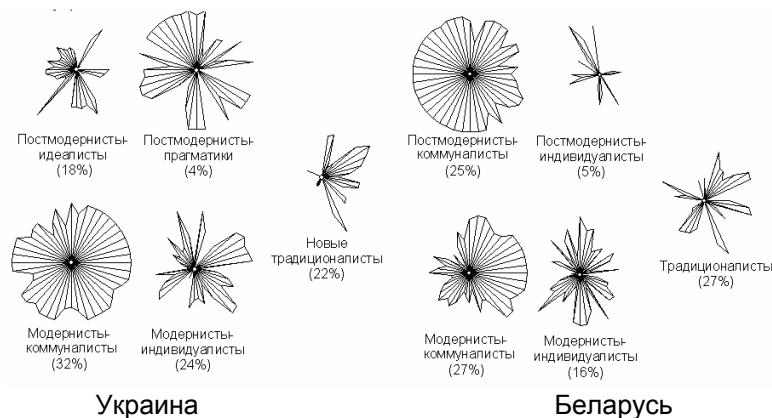 Постмодернисты-
идеалисты
(18%)
Постмодернисты-
прагматики
(4%)
Новые
традиционалисты
(22%)
Модернисты-
коммуналисты
(32%)
Модернисты-
индивидуалисты
(24%)
Украина
Постмодернисты-
коммуналисты
(25%)
Постмодернисты-
индивидуалисты
(5%)
Традиционалисты
(27%)
Модернисты-
коммуналисты
(27%)
Модернисты-
индивидуалисты
(16%)
Беларусь